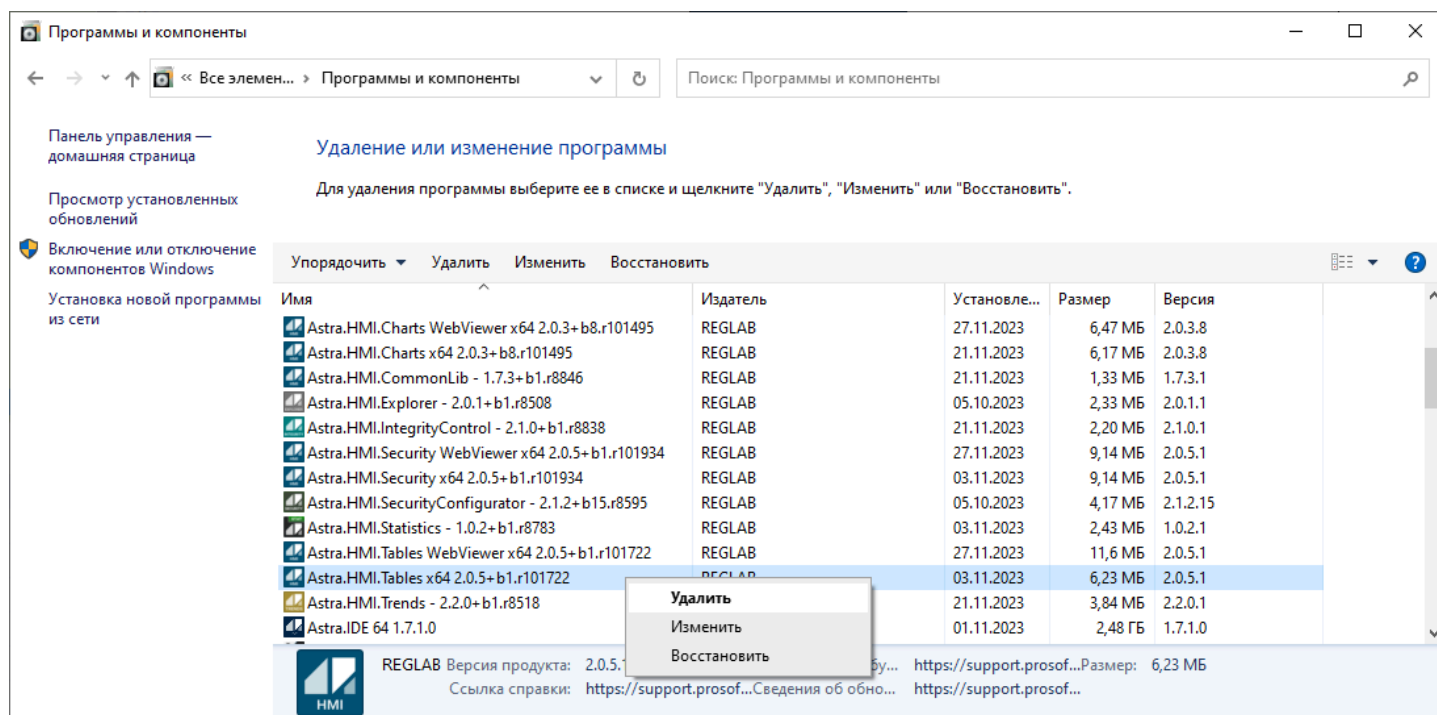 Программы и компоненты
« Все элемен... › Программы и компоненты
Поиск: Программы и компоненты
Панель управления —
домашняя страница
Просмотр установленных
обновлений
Включение или отключение
компонентов Windows
Установка новой программы
из сети
Удаление или изменение программы
Для удаления программы выберите ее в списке и щелкните "Удалить", "Изменить" или "Восстановить".
Упорядочить Удалить Изменить Восстановить ?
Имя Издатель Установле... Размер Версия
Astra.HMI.Charts WebViewer x64 2.0.3+b8.r101495 REGLAB 27.11.2023 6,47 МБ 2.0.3.8
Astra.HMI.Charts x64 2.0.3+b8.r101495 REGLAB 21.11.2023 6,17 МБ 2.0.3.8
Astra.HMI.CommonLib - 1.7.3+b1.r8846 REGLAB 21.11.2023 1,33 МБ 1.7.3.1
Astra.HMI.Explorer - 2.0.1+b1.r8508 REGLAB 05.10.2023 2,33 МБ 2.0.1.1
Astra.HMI.IntegrityControl - 2.1.0+b1.r8838 REGLAB 21.11.2023 2,20 МБ 2.1.0.1
Astra.HMI.Security WebViewer x64 2.0.5+b1.r101934 REGLAB 27.11.2023 9,14 МБ 2.0.5.1
Astra.HMI.Security x64 2.0.5+b1.r101934 REGLAB 03.11.2023 9,14 МБ 2.0.5.1
Astra.HMI.SecurityConfigurator - 2.1.2+b15.r8595 REGLAB 05.10.2023 4,17 МБ 2.1.2.15
Astra.HMI.Statistics - 1.0.2+b1.r8783 REGLAB 03.11.2023 2,43 МБ 1.0.2.1
Astra.HMI.Tables WebViewer x64 2.0.5+b1.r101722 REGLAB 27.11.2023 11,6 МБ 2.0.5.1
Astra.HMI.Tables x64 2.0.5+b1.r101722 REGLAB 03.11.2023 6,23 МБ 2.0.5.1
Astra.HMI.Trends - 2.2.0+b1.r8518 21.11.2023 3,84 МБ 2.2.0.1
Astra.IDE 64 1.7.1.0 01.11.2023 2,48 ГБ 1.7.1.0
Удалить
Изменить
Восстановить
REGLAB Версия продукта: 2.0.5. https://support.prosof... Размер: 6,23 МБ
Ссылка справки: https://support.prosof... Сведения об обно... https://support.prosof...
HMI